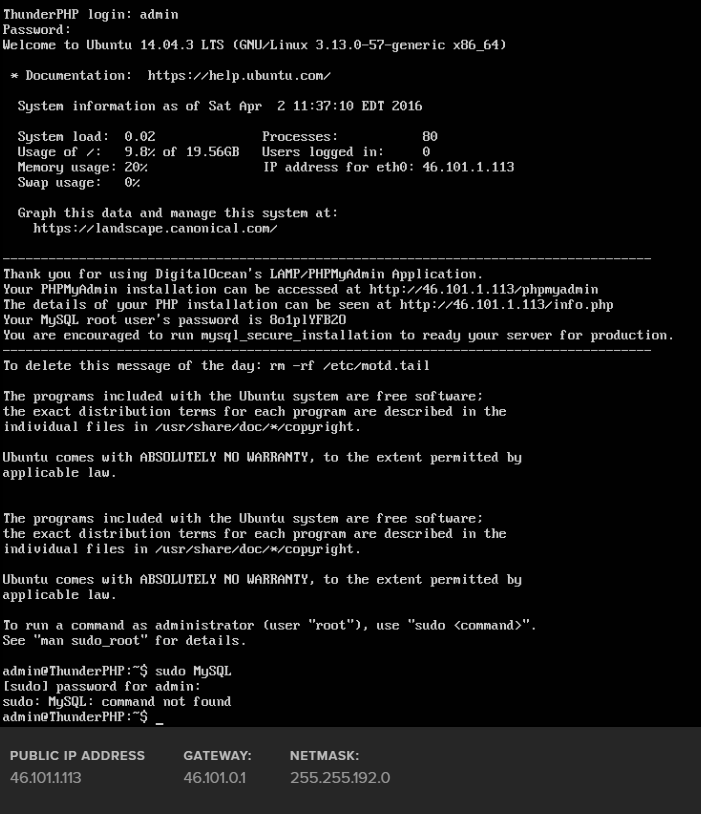 ThunderPHP login: admin
Password:
Welcome to Ubuntu 14.04.3 LTS (GNU/Linux 3.13.0-57-generic x86_64)
* Documentation:  https://help.ubuntu.com/
System information as of Sat Apr  2 11:37:10 EDT 2016
System load:  0.02              Processes:           80
Usage of /:   9.8% of 19.56GB   Users logged in:     0
Memory usage: 20%               IP address for eth0: 46.101.1.113
Swap usage:   0%
Graph this data and manage this system at:
https://landscape.canonical.com/
-------------------------------------------------------------------------------------
Thank you for using DigitalOcean's LAMP/PHPMyAdmin Application.
Your PHPMyAdmin installation can be accessed at http://46.101.1.113/phpmyadmin
The details of your PHP installation can be seen at http://46.101.1.113/info.php
Your MySQL root user's password is 8o1plYFB2O
You are encouraged to run mysql_secure_installation to ready your server for production.
-------------------------------------------------------------------------------------
To delete this message of the day: rm -rf /etc/motd.tail
The programs included with the Ubuntu system are free software;
the exact distribution terms for each program are described in the
individual files in /usr/share/doc/*/copyright.
Ubuntu comes with ABSOLUTELY NO WARRANTY, to the extent permitted by
applicable law.
The programs included with the Ubuntu system are free software;
the exact distribution terms for each program are described in the
individual files in /usr/share/doc/*/copyright.
Ubuntu comes with ABSOLUTELY NO WARRANTY, to the extent permitted by
applicable law.
To run a command as administrator (user "root"), use "sudo <command>".
See "man sudo_root" for details.
admin@ThunderPHP:~$ sudo MySQL
[sudo] password for admin:
sudo: MySQL: command not found
admin@ThunderPHP:~$ _
PUBLIC IP ADDRESS   GATEWAY:   NETMASK:
46.101.1.113   46.101.0.1   255.255.192.0